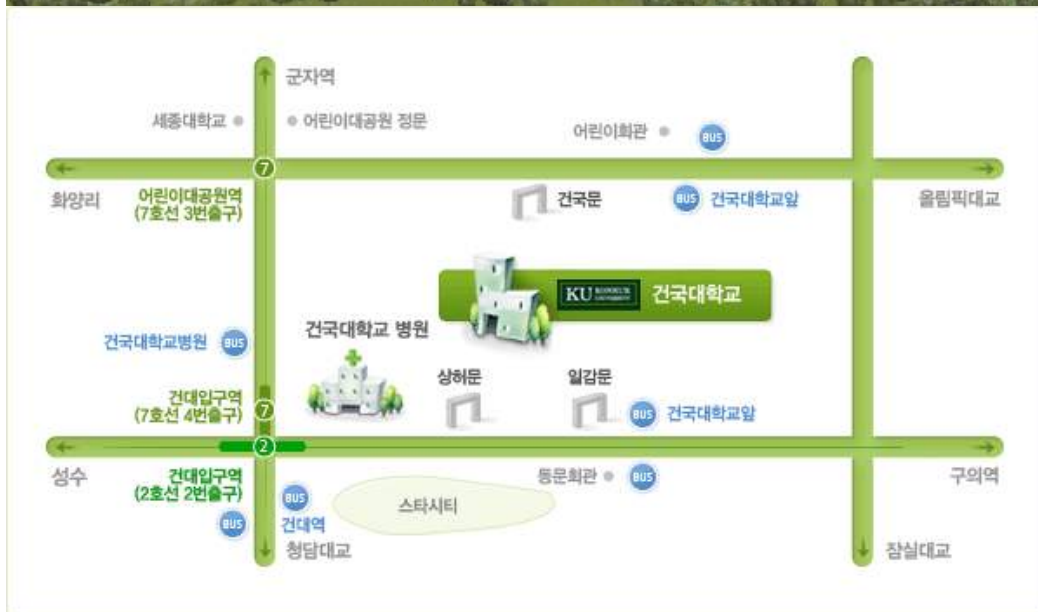 군자역
세종대학교
어린이대공원 정문
어린이회관
BUS
7
화양리
어린이대공원역
(7호선 3번출구)
건국문
BUS
건국대학교앞
올림픽대교
KU KONKUK
UNIVERSITY
건국대학교
건국대학교 병원
건국대학교병원
BUS
상허문
일감문
건대입구역
(7호선 4번출구)
7
BUS
건국대학교앞
2
성수
건대입구역
(2호선 2번출구)
동문회관
BUS
구의역
BUS
스타시티
BUS
건대역
청담대교
잠실대교